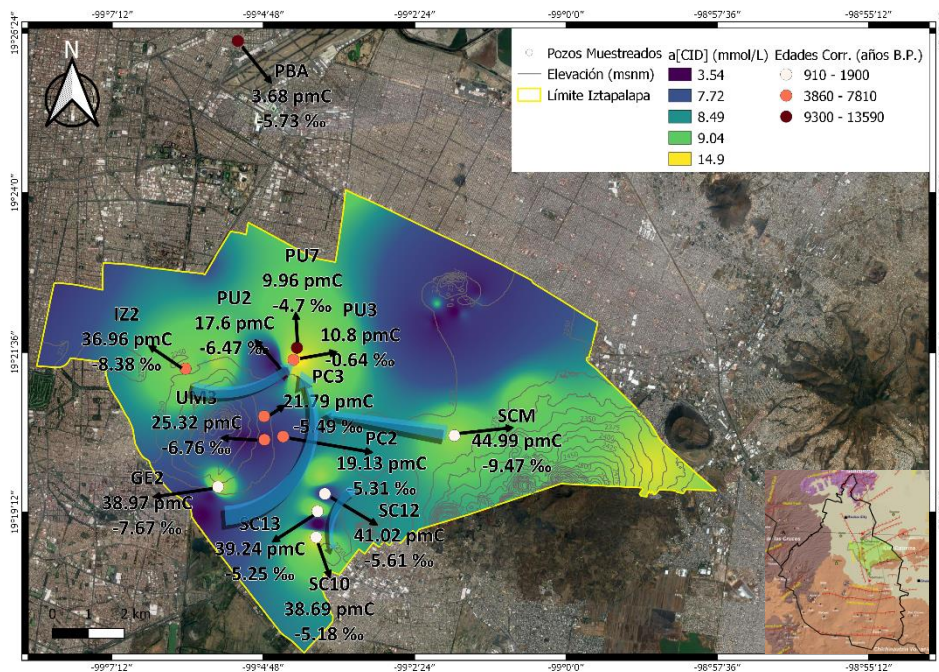 -99°7'12" -99°4'48" -99°2'24" -99°0'0" -98°57'36" -98°55'12"
19°26'24"
19°24'0"
19°21'36"
19°19'12"
N
Pozos Muestreados
Elevación (msnm)
Límite Iztapalapa
a[CID] (mmol/L)
3.54
7.72
8.49
9.04
14.9
Edades Corr. (años B.P.)
910 - 1900
3860 - 7810
9300 - 13590
PBA
3.68 pmC
-5.73 ‰
PU7
9.96 pmC
-4.7 ‰
PU2
17.6 pmC
-6.47 ‰
PU3
10.8 pmC
-0.64 ‰
IZ2
36.96 pmC
-8.38 ‰
PC3
21.79 pmC
-5.49 ‰
UM3
25.32 pmC
-6.76 ‰
SCM
44.99 pmC
-9.47 ‰
PC2
19.13 pmC
-5.31 ‰
GE2
38.97 pmC
-7.67 ‰
SC12
41.02 pmC
-5.61 ‰
SC13
39.24 pmC
-5.25 ‰
SC10
38.69 pmC
-5.18 ‰
0 1 2 km
-99°7'12" -99°4'48" -99°2'24" -99°0'0" -98°57'36" -98°55'12"